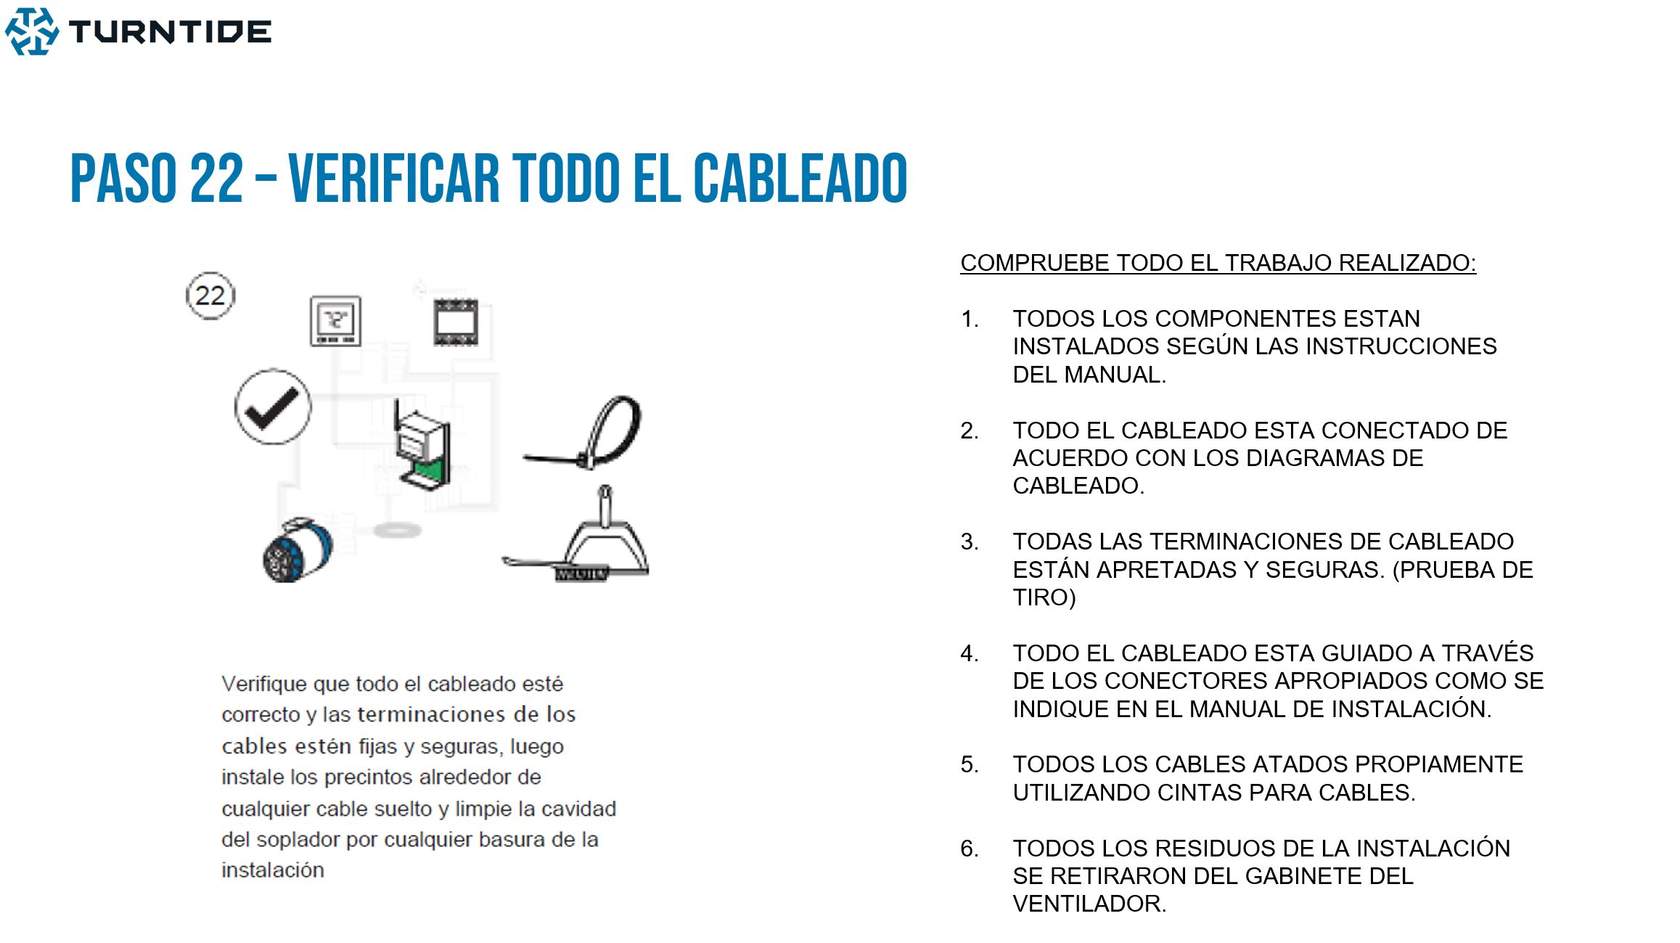 TURNTIDE
PASO 22 – VERIFICAR TODO EL CABLEADO
22
72°
Verifique que todo el cableado esté
correcto y las terminaciones de los
cables estén fijas y seguras, luego
instale los precintos alrededor de
cualquier cable suelto y limpie la cavidad
del soplador por cualquier basura de la
instalación
COMPRUEBE TODO EL TRABAJO REALIZADO:
1. TODOS LOS COMPONENTES ESTAN
INSTALADOS SEGÚN LAS INSTRUCCIONES
DEL MANUAL.
2. TODO EL CABLEADO ESTA CONECTADO DE
ACUERDO CON LOS DIAGRAMAS DE
CABLEADO.
3. TODAS LAS TERMINACIONES DE CABLEADO
ESTÁN APRETADAS Y SEGURAS. (PRUEBA DE
TIRO)
4. TODO EL CABLEADO ESTA GUIADO A TRAVÉS
DE LOS CONECTORES APROPIADOS COMO SE
INDIQUE EN EL MANUAL DE INSTALACIÓN.
5. TODOS LOS CABLES ATADOS PROPIAMENTE
UTILIZANDO CINTAS PARA CABLES.
6. TODOS LOS RESIDUOS DE LA INSTALACIÓN
SE RETIRARON DEL GABINETE DEL
VENTILADOR.